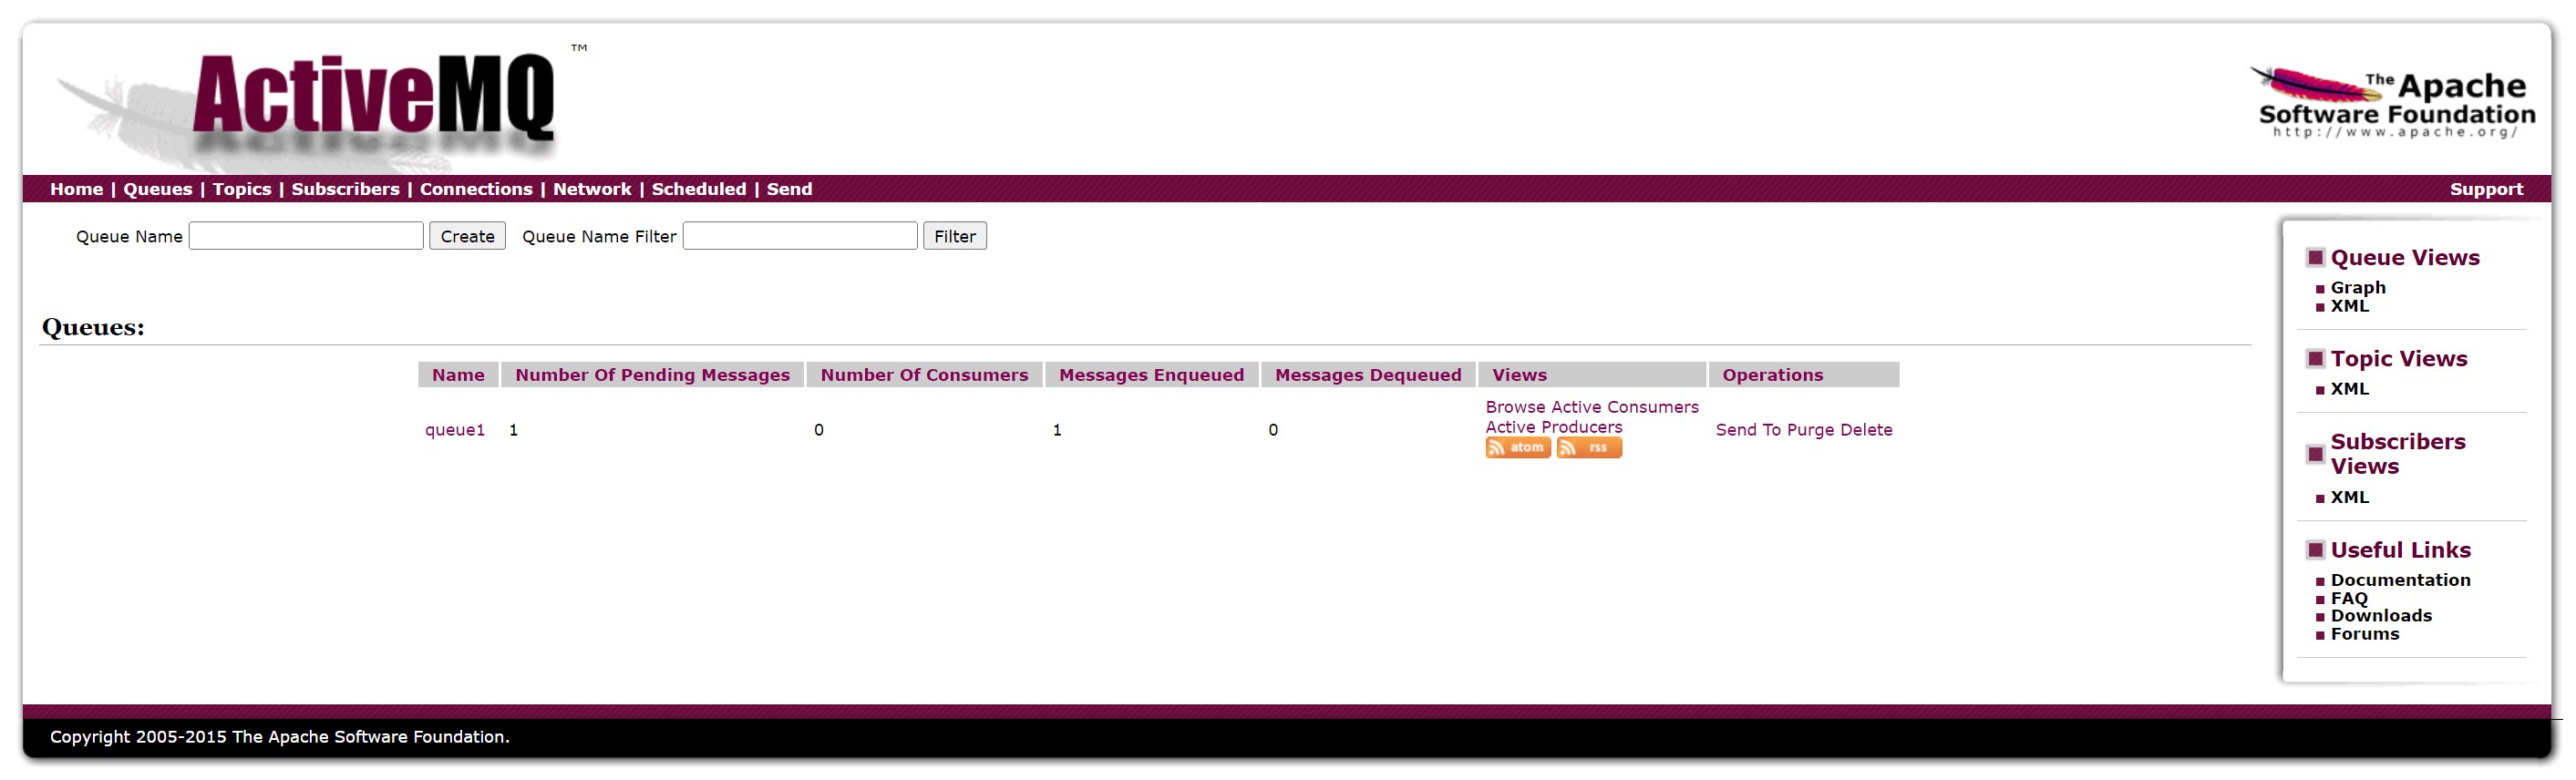 ActiveMQ ™
The Apache
Software Foundation
http://www.apache.org/
Home | Queues | Topics | Subscribers | Connections | Network | Scheduled | Send
Support
Queue Name Create Queue Name Filter Filter
Queues:
Name Number Of Pending Messages Number Of Consumers Messages Enqueued Messages Dequeued Views Operations
queue1 1 0 1 0 Browse Active Consumers
Active Producers
atom rss
Send To Purge Delete
Queue Views
Graph
XML
Topic Views
XML
Subscribers
Views
XML
Useful Links
Documentation
FAQ
Downloads
Forums
Copyright 2005-2015 The Apache Software Foundation.